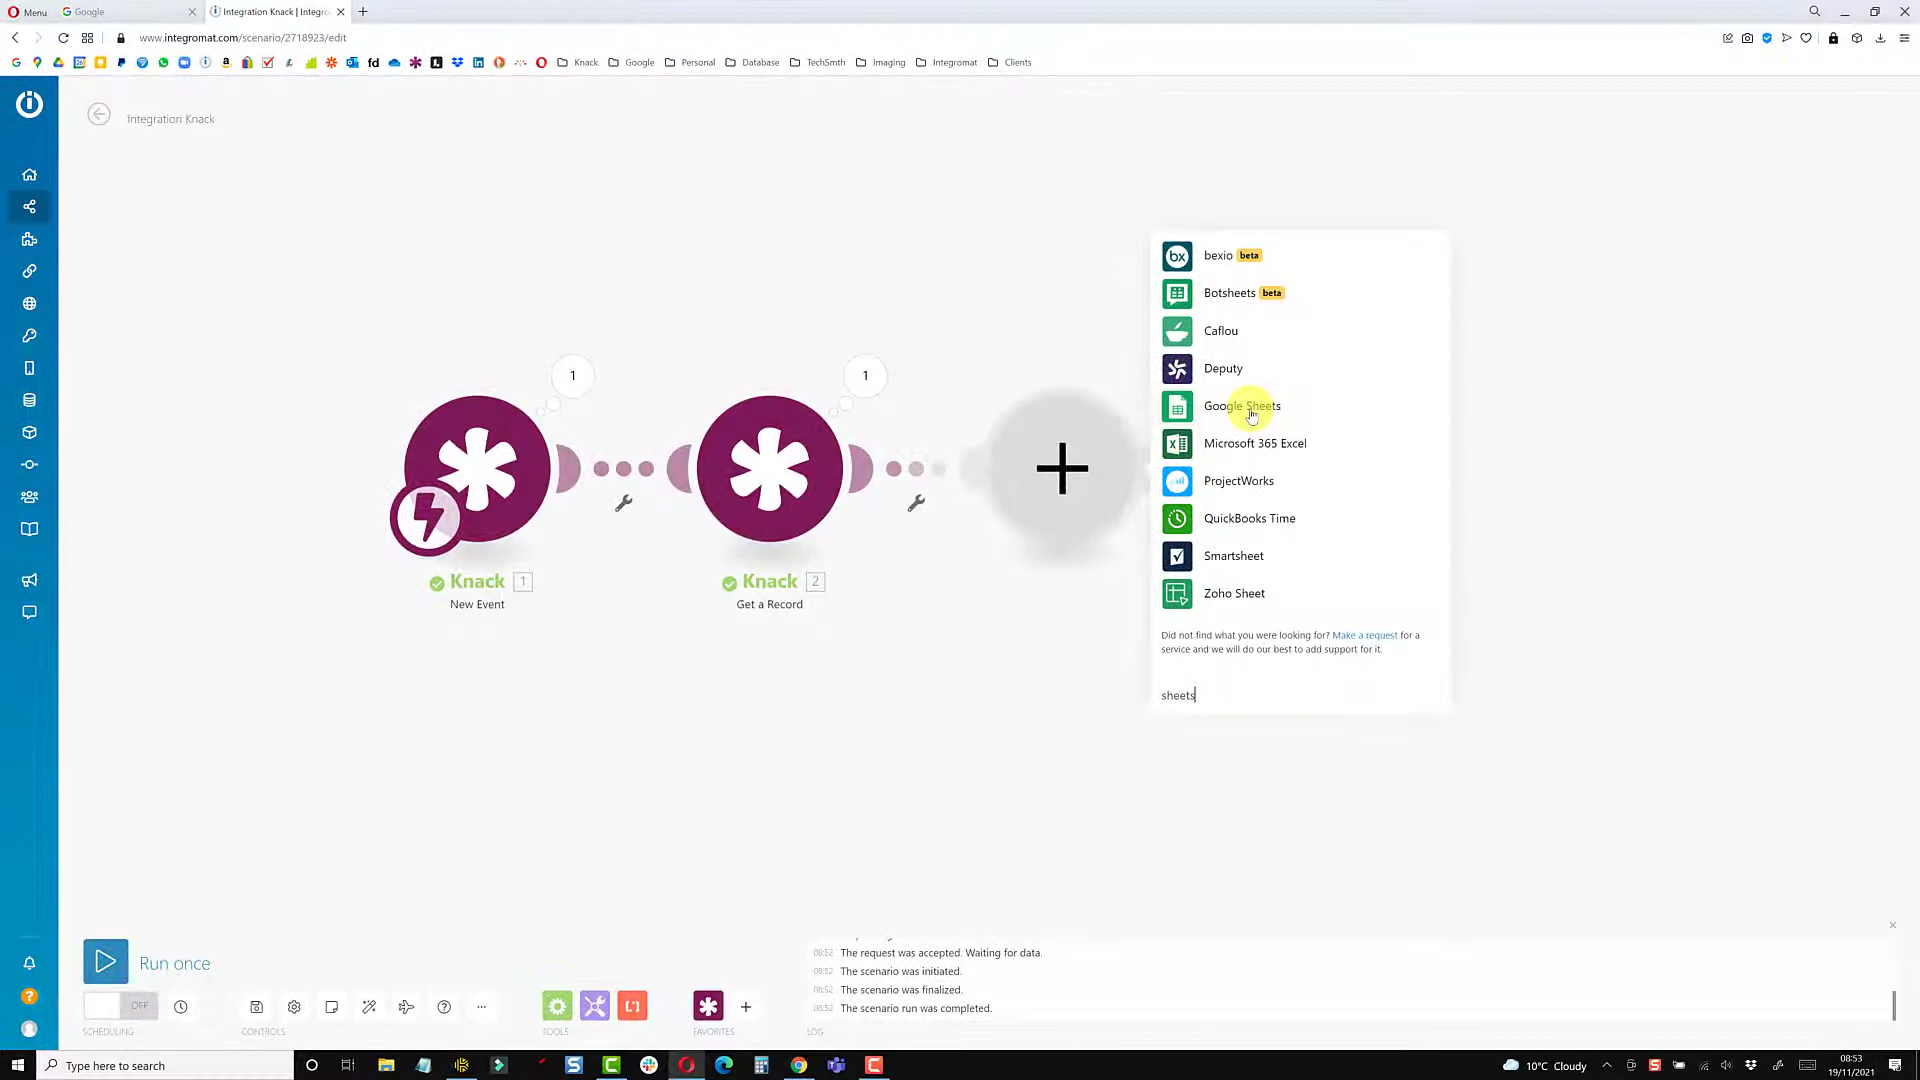 Menu
Google
Integration Knack | Integro
www.integromat.com/scenario/2718923/edit
Knack
Google
Personal
Database
TechSmth
Imaging
Integromat
Clients
Integration Knack
bexio beta
Botsheets beta
Caflou
Deputy
Google Sheets
Microsoft 365 Excel
ProjectWorks
QuickBooks Time
Smartsheet
Zoho Sheet
Did not find what you were looking for? Make a request for a
service and we will do our best to add support for it.
sheets
1
1
Knack 1
New Event
Knack 2
Get a Record
Run once
OFF
SCHEDULING
CONTROLS
TOOLS
FAVORITES
LOG
08:52 The request was accepted. Waiting for data.
08:52 The scenario was initiated.
08:52 The scenario was finalized.
08:52 The scenario run was completed.
Type here to search
10°C Cloudy
08:53
19/11/2021